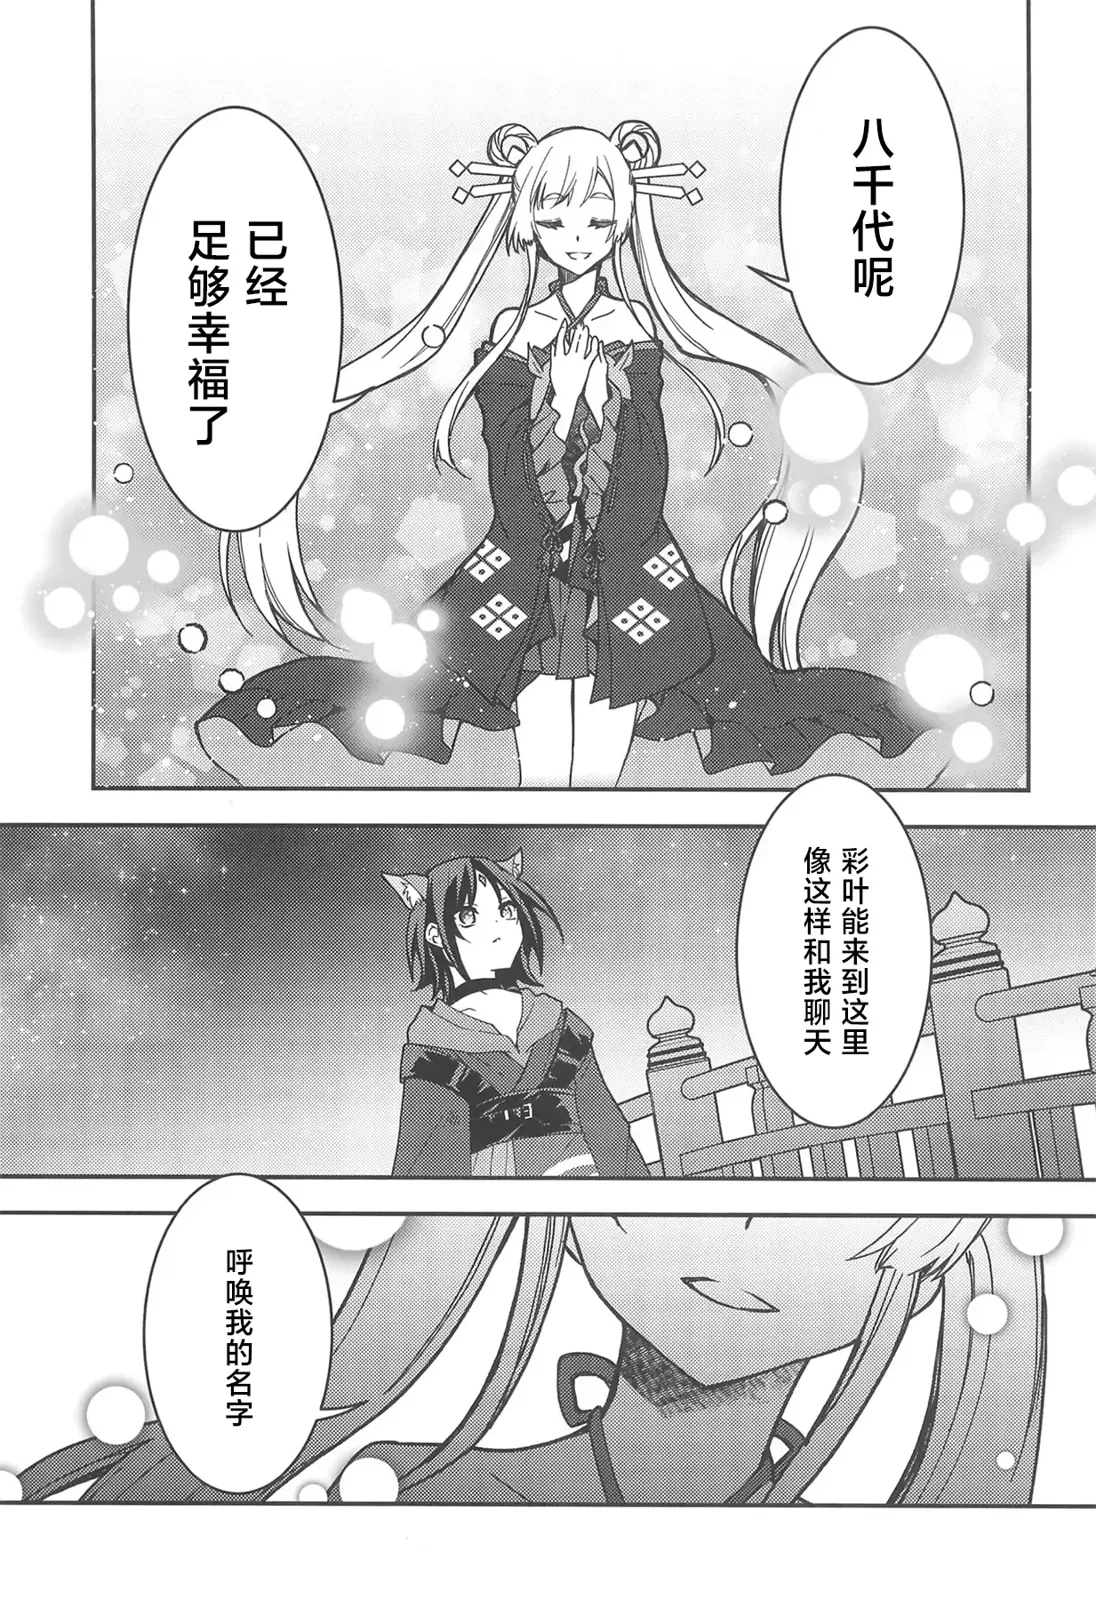 八千代呢
已经
足够幸福了
彩叶能来到这里
像这样和我聊天
呼唤我的名字